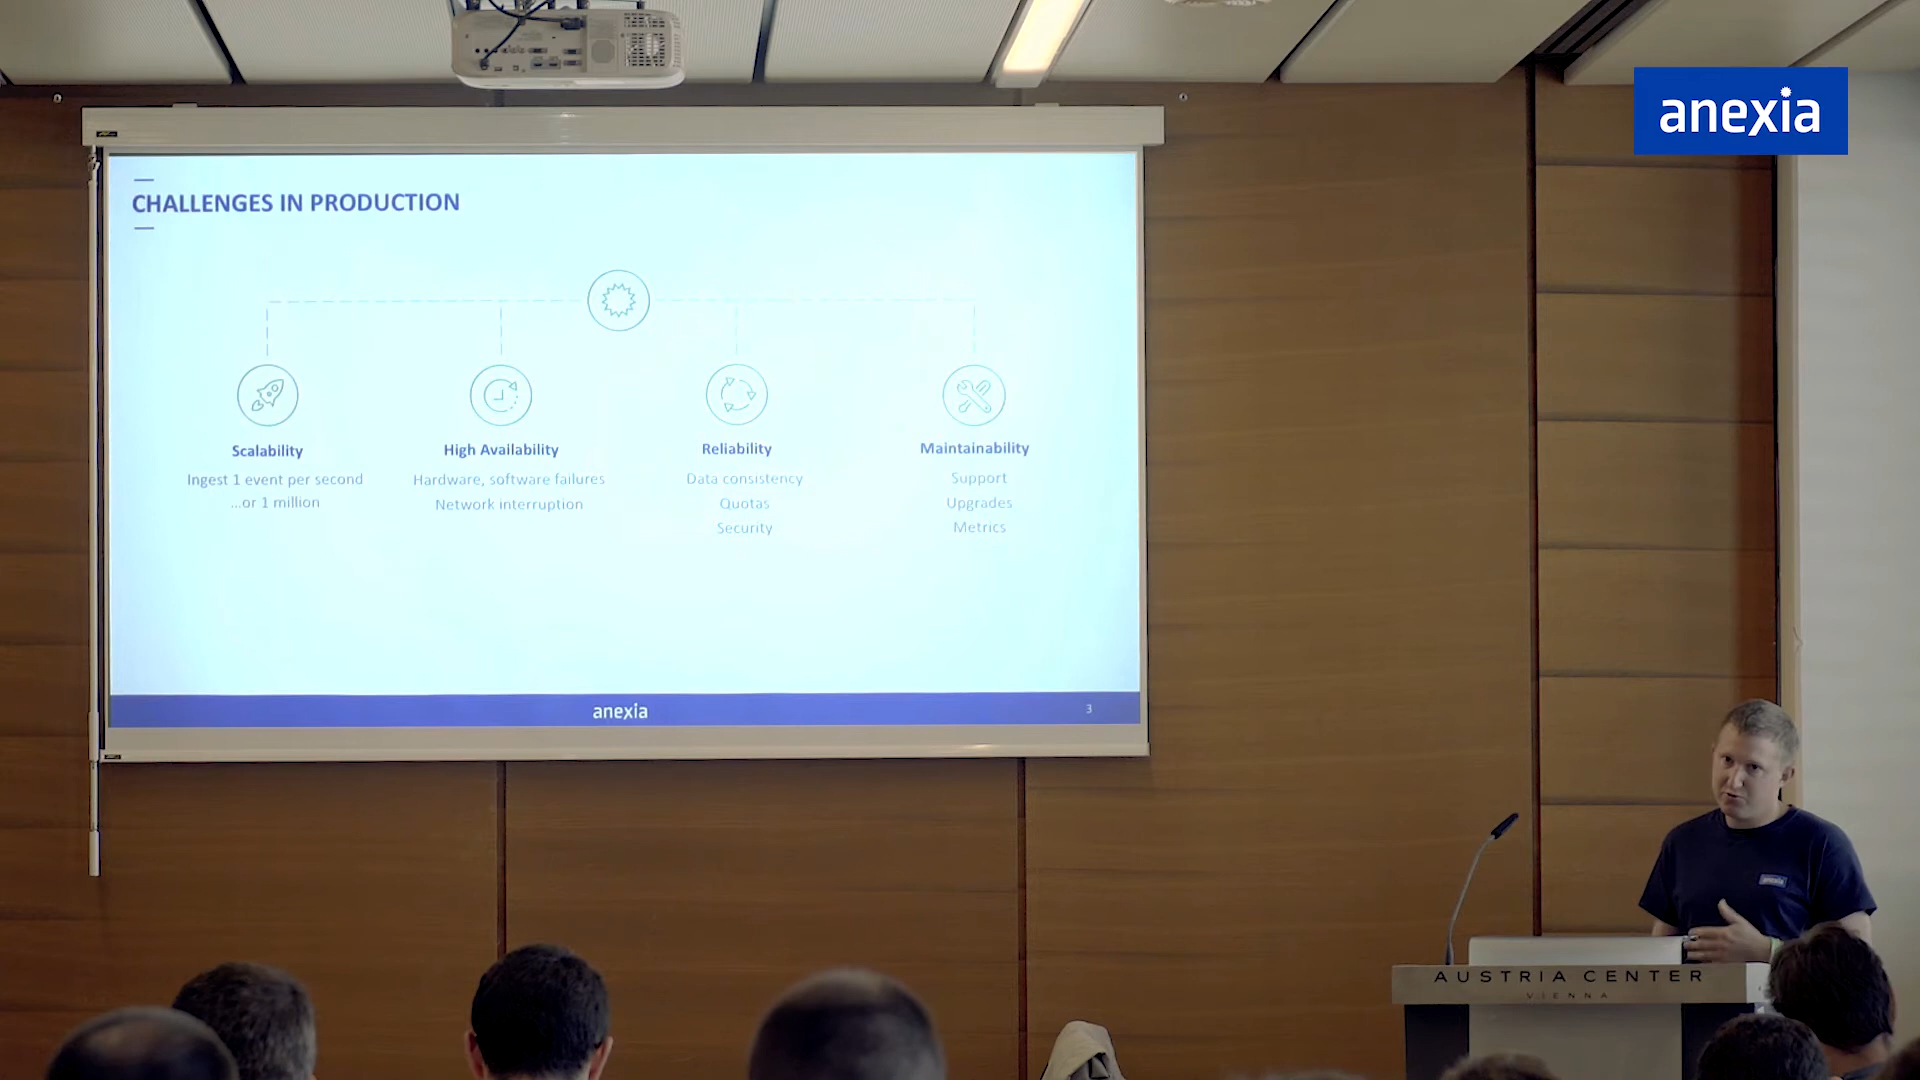 anexia
CHALLENGES IN PRODUCTION
Scalability
Ingest 1 event per second
...or 1 million
High Availability
Hardware, software failures
Network interruption
Reliability
Data consistency
Quotas
Security
Maintainability
Support
Upgrades
Metrics
anexia
3
anexia
AUSTRIA CENTER
VIENNA